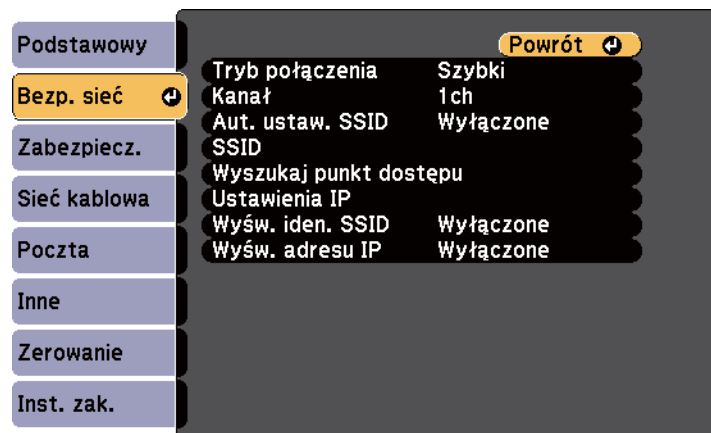 Podstawowy
Bezp. sieć
Zabezpiecz.
Sieć kablowa
Poczta
Inne
Zerowanie
Inst. zak.
Powrót
Tryb połączenia Szybki
Kanał 1ch
Aut. ustaw. SSID Wyłączone
SSID
Wyszukaj punkt dostępu
Ustawienia IP
Wyśw. iden. SSID Wyłączone
Wyśw. adresu IP Wyłączone